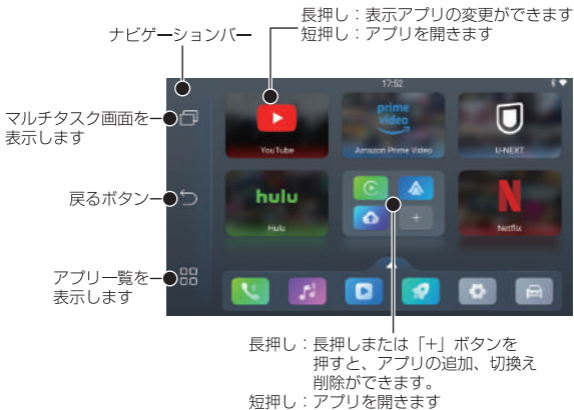 長押し：表示アプリの変更ができます
短押し：アプリを開きます
ナビゲーションバー
17:52
マルチタスク画面を
表示します
YouTube
prime
video
Amazon Prime Video
U-NEXT
戻るボタン
hulu
Hulu
+
N
Netflix
アプリ一覧を
表示します
長押し：長押しまたは「+」ボタンを
押すと、アプリの追加、切換え
削除ができます。
短押し：アプリを開きます